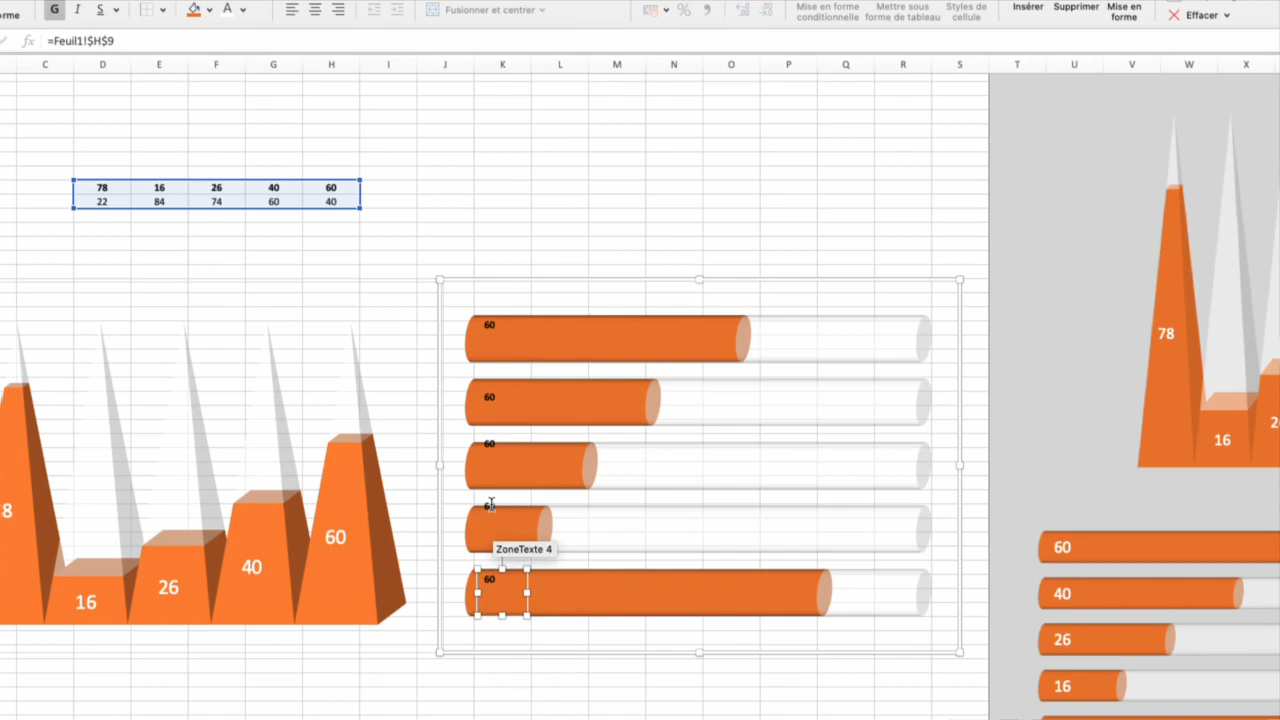 orme
G I S A
Fusionner et centrer
%
Mise en forme conditionnelle
Mettre sous forme de tableau
Styles de cellule
Insérer
Supprimer
Mise en forme
Effacer
fx =Feuil1!$H$9
C D E F G H I J K L M N O P Q R S T U V W X
78 16 26 40 60
22 84 74 60 40
60
60
60
ZoneTexte 4
60
8
16
26
40
60
78
16
2
60
40
26
16